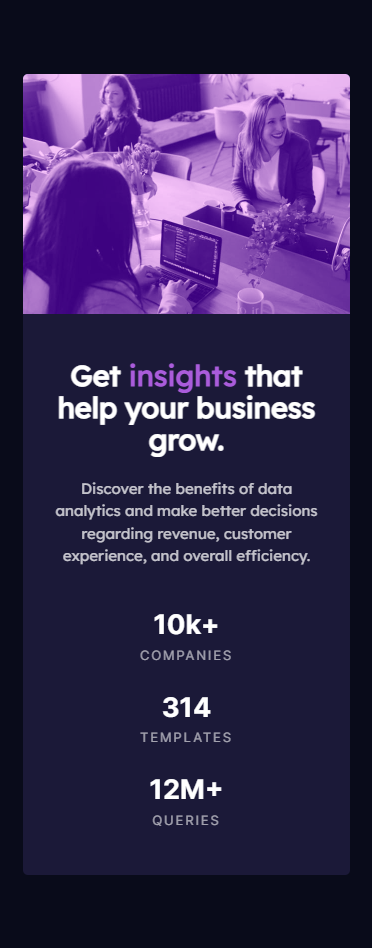 Get insights that
help your business
grow.
Discover the benefits of data
analytics and make better decisions
regarding revenue, customer
experience, and overall efficiency.
10k+
COMPANIES
314
TEMPLATES
12M+
QUERIES